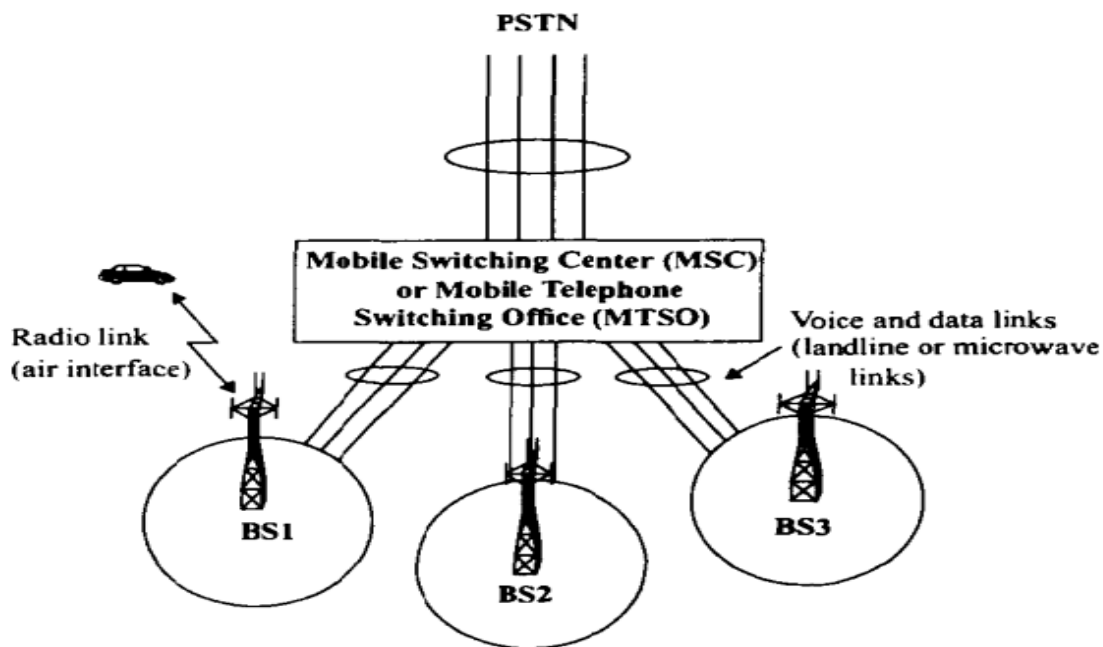 PSTN
Mobile Switching Center (MSC)
or Mobile Telephone
Switching Office (MTSO)
Radio link
(air interface)
Voice and data links
(landline or microwave
links)
BS1
BS2
BS3